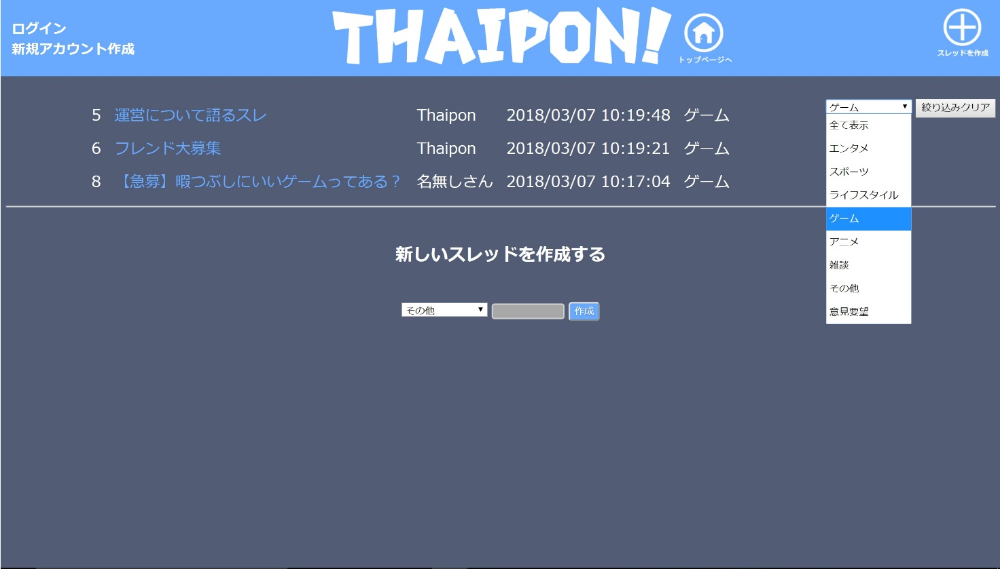 ログイン
新規アカウント作成
THAIPON!
トップページへ
スレッドを作成
5 運営について語るスレ Thaipon 2018/03/07 10:19:48 ゲーム
6 フレンド大募集 Thaipon 2018/03/07 10:19:21 ゲーム
8 【急募】暇つぶしにいいゲームってある？ 名無しさん 2018/03/07 10:17:04 ゲーム
ゲーム ▼ 絞り込みクリア
全て表示
エンタメ
スポーツ
ライフスタイル
ゲーム
アニメ
雑談
その他
意見要望
新しいスレッドを作成する
その他 ▼ 作成